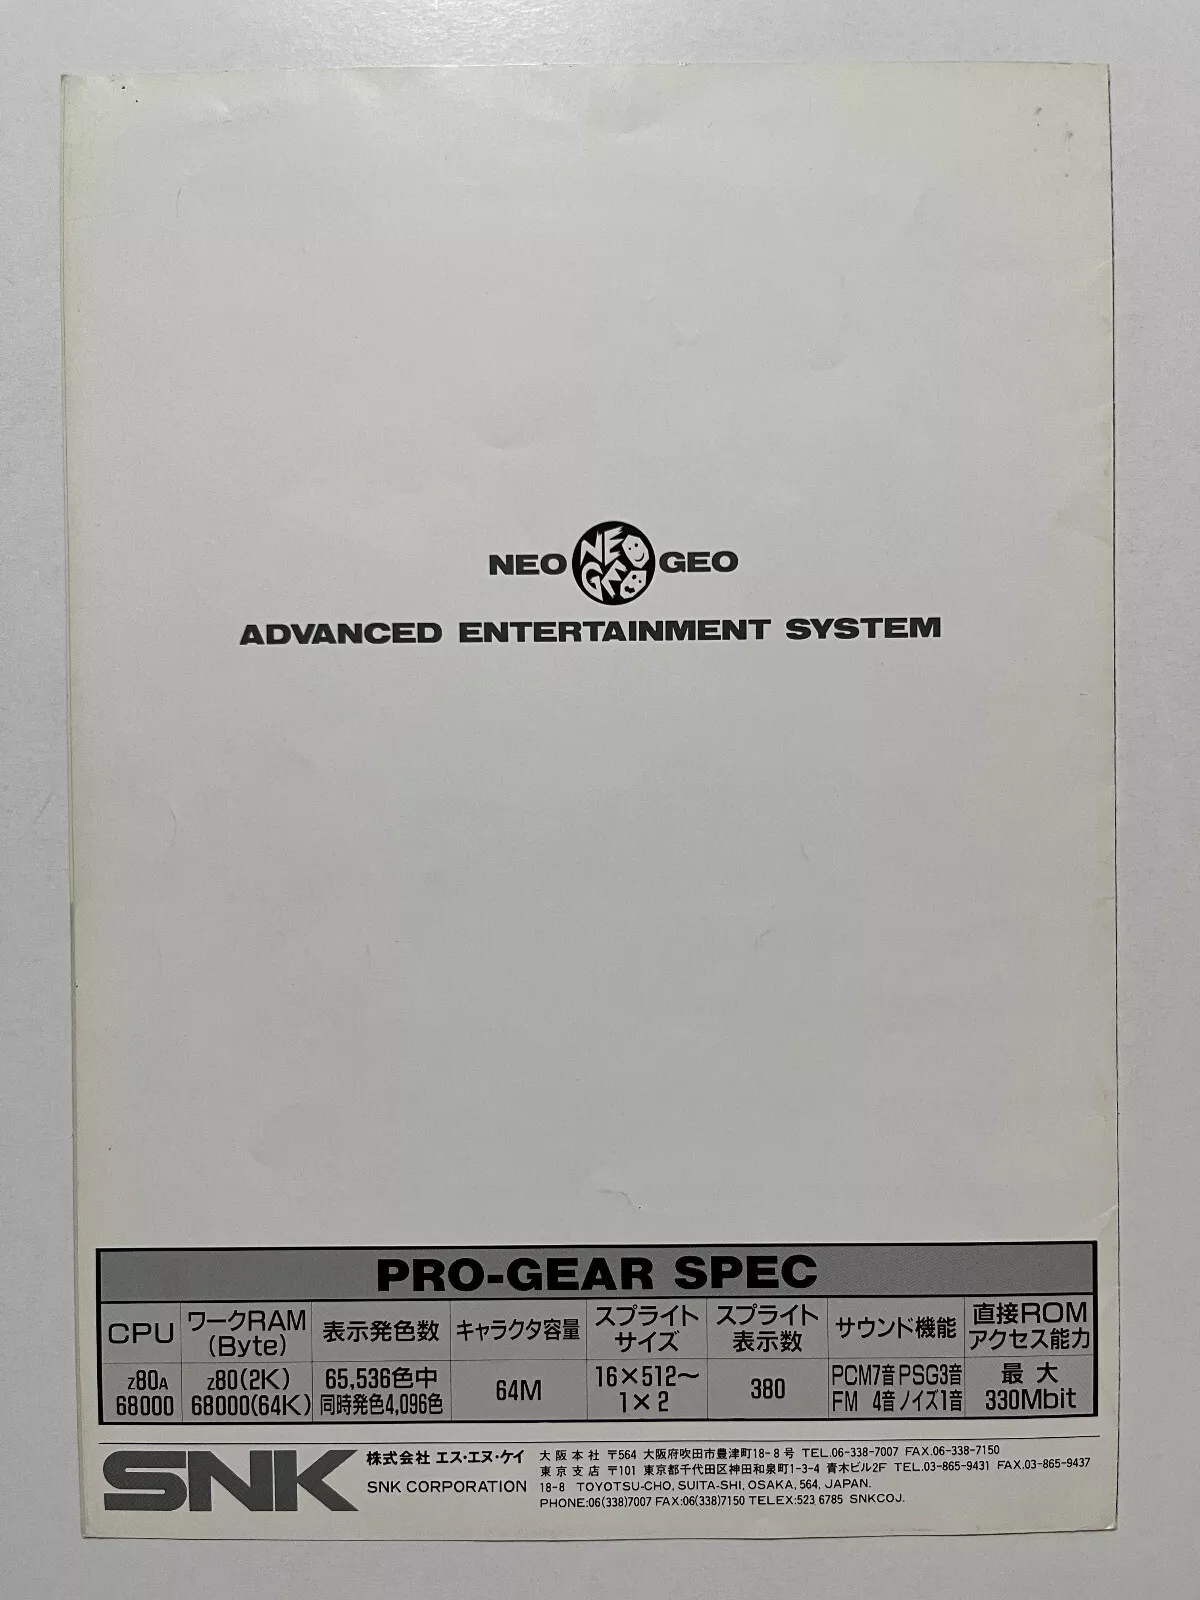 NEO NEO GEO GEO
ADVANCED ENTERTAINMENT SYSTEM
PRO-GEAR SPEC
CPU ワークRAM (Byte) 表示発色数 キャラクタ容量 スプライトサイズ スプライト表示数 サウンド機能 直接ROMアクセス能力
z80A z80(2K) 65,536色中 64M 16×512〜 380 PCM7音 PSG3音 最大
68000 68000(64K) 同時発色4,096色 1×2 FM 4音 ノイズ1音 330Mbit
SNK 株式会社 エス・エヌ・ケイ
SNK CORPORATION
大阪本社 〒564 大阪府吹田市豊津町18-8号 TEL.06-338-7007 FAX.06-338-7150
東京支店 〒101 東京都千代田区神田和泉町1-3-4 青木ビル2F TEL.03-865-9431 FAX.03-865-9437
18-8 TOYOTSU-CHO, SUITA-SHI, OSAKA, 564, JAPAN.
PHONE:06(338)7007 FAX:06(338)7150 TELEX:523 6785 SNKCOJ.